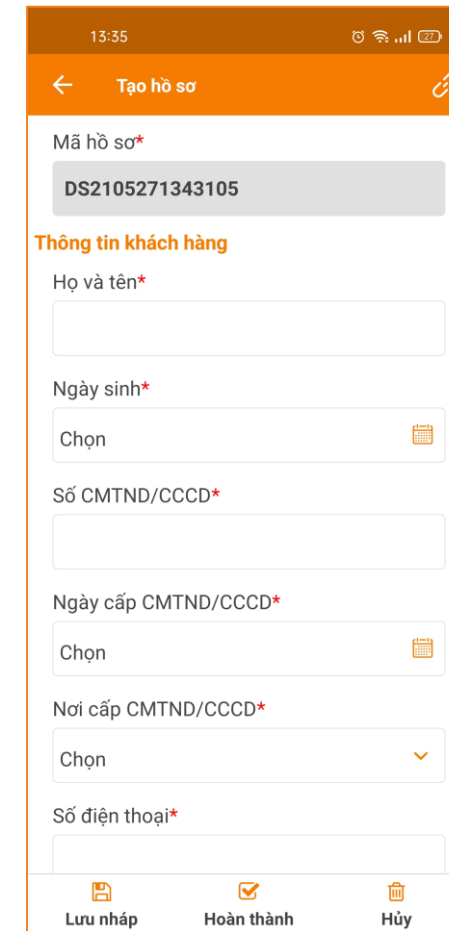 13:35
27
Tạo hồ sơ
Mã hồ sơ*
DS2105271343105
Thông tin khách hàng
Họ và tên*
Ngày sinh*
Chọn
Số CMTND/CCCD*
Ngày cấp CMTND/CCCD*
Chọn
Nơi cấp CMTND/CCCD*
Chọn
Số điện thoại*
Lưu nháp Hoàn thành Hủy